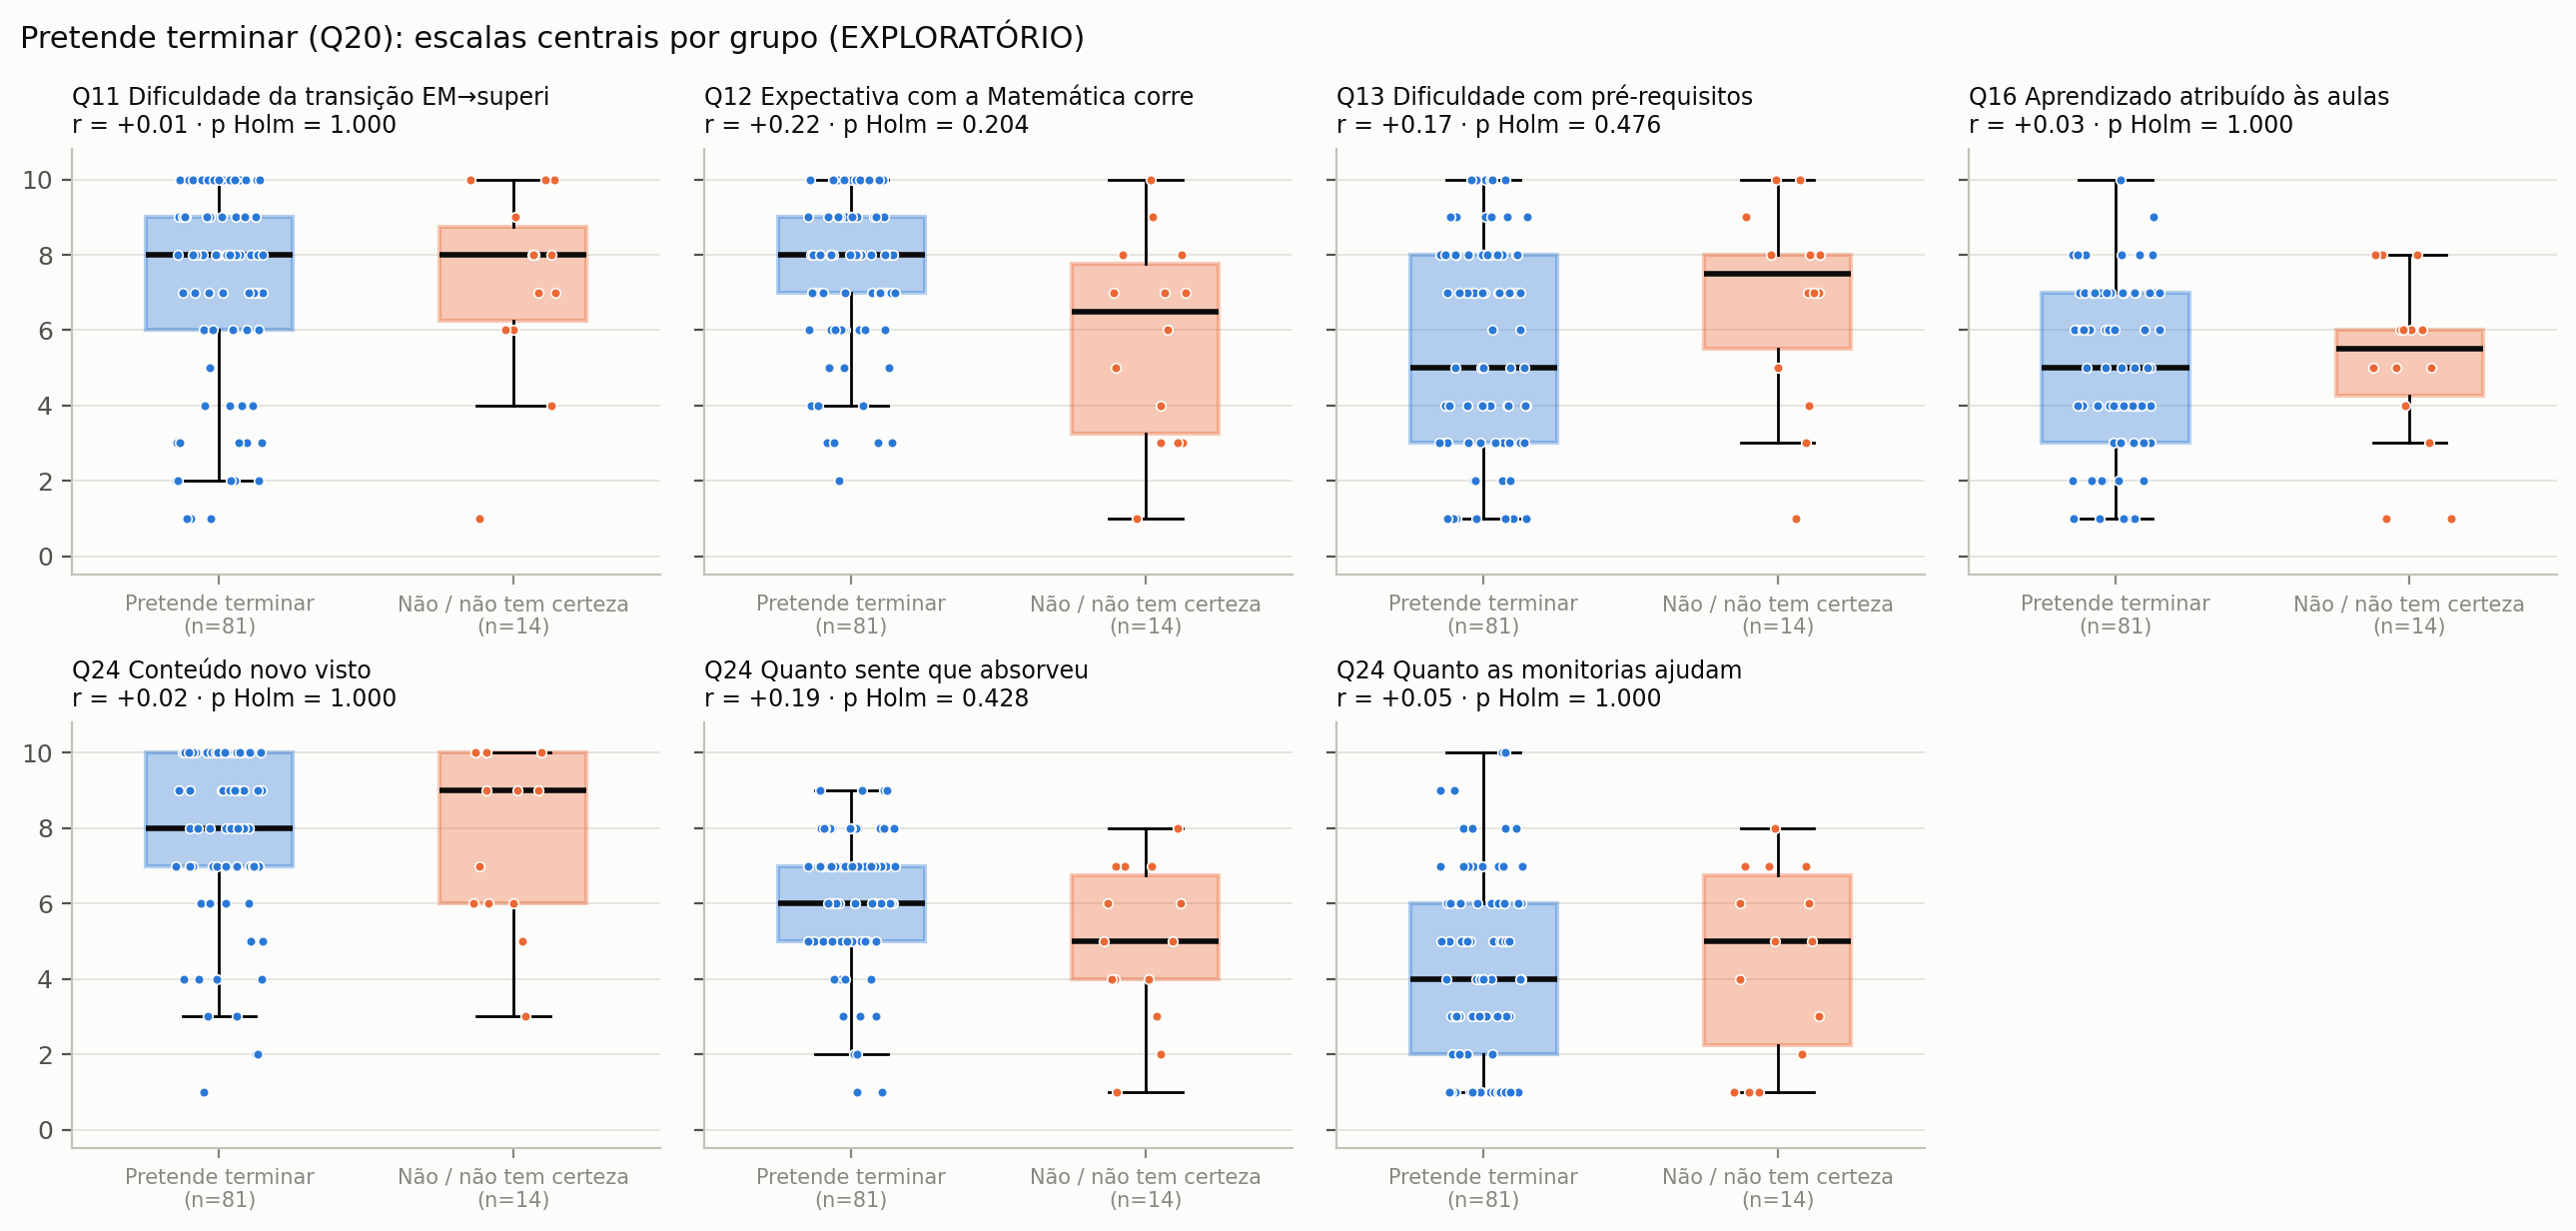 Pretende terminar (Q20): escalas centrais por grupo (EXPLORATÓRIO)
Q11 Dificuldade da transição EM→superi
r = +0.01 · p Holm = 1.000
Q12 Expectativa com a Matemática corre
r = +0.22 · p Holm = 0.204
Q13 Dificuldade com pré-requisitos
r = +0.17 · p Holm = 0.476
Q16 Aprendizado atribuído às aulas
r = +0.03 · p Holm = 1.000
10
8
6
4
2
0
Pretende terminar
(n=81)
Não / não tem certeza
(n=14)
Pretende terminar
(n=81)
Não / não tem certeza
(n=14)
Pretende terminar
(n=81)
Não / não tem certeza
(n=14)
Pretende terminar
(n=81)
Não / não tem certeza
(n=14)
Q24 Conteúdo novo visto
r = +0.02 · p Holm = 1.000
Q24 Quanto sente que absorveu
r = +0.19 · p Holm = 0.428
Q24 Quanto as monitorias ajudam
r = +0.05 · p Holm = 1.000
10
8
6
4
2
0
Pretende terminar
(n=81)
Não / não tem certeza
(n=14)
Pretende terminar
(n=81)
Não / não tem certeza
(n=14)
Pretende terminar
(n=81)
Não / não tem certeza
(n=14)